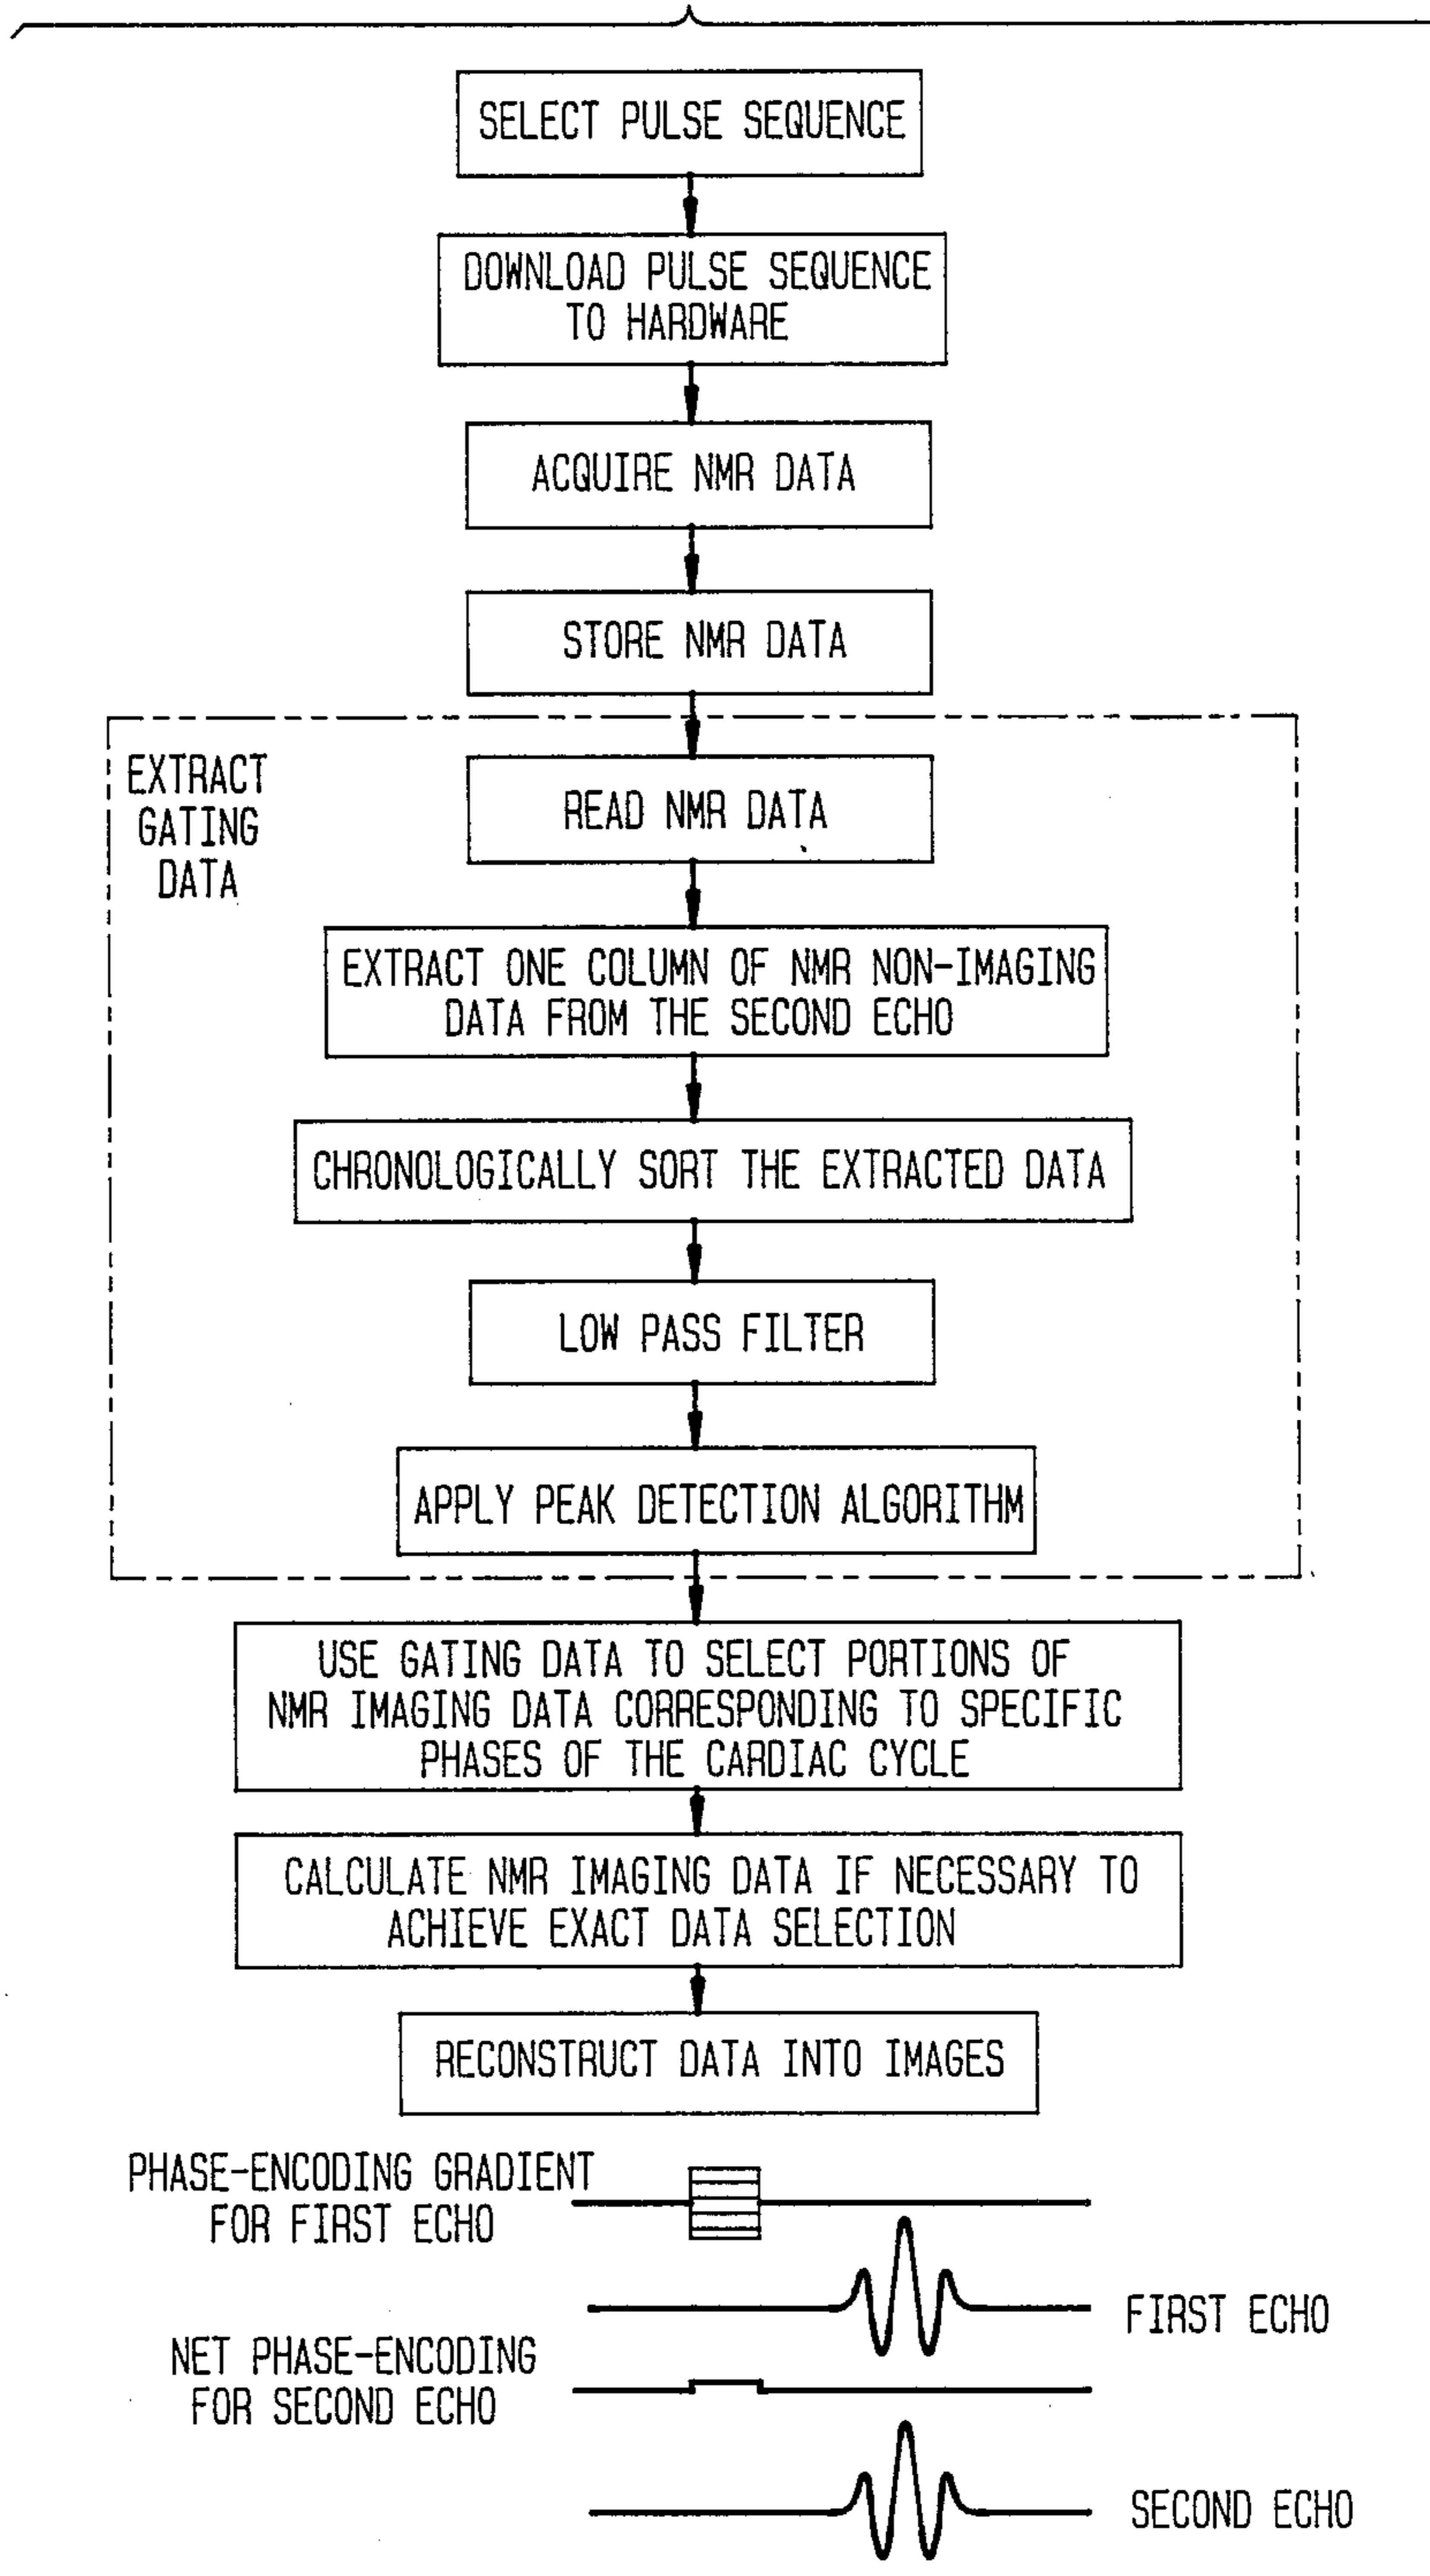 SELECT PULSE SEQUENCE
DOWNLOAD PULSE SEQUENCE
TO HARDWARE
ACQUIRE NMR DATA
STORE NMR DATA
EXTRACT
GATING
DATA
READ NMR DATA
EXTRACT ONE COLUMN OF NMR NON-IMAGING
DATA FROM THE SECOND ECHO
CHRONOLOGICALLY SORT THE EXTRACTED DATA
LOW PASS FILTER
APPLY PEAK DETECTION ALGORITHM
USE GATING DATA TO SELECT PORTIONS OF
NMR IMAGING DATA CORRESPONDING TO SPECIFIC
PHASES OF THE CARDIAC CYCLE
CALCULATE NMR IMAGING DATA IF NECESSARY TO
ACHIEVE EXACT DATA SELECTION
RECONSTRUCT DATA INTO IMAGES
PHASE-ENCODING GRADIENT
FOR FIRST ECHO
FIRST ECHO
NET PHASE-ENCODING
FOR SECOND ECHO
SECOND ECHO